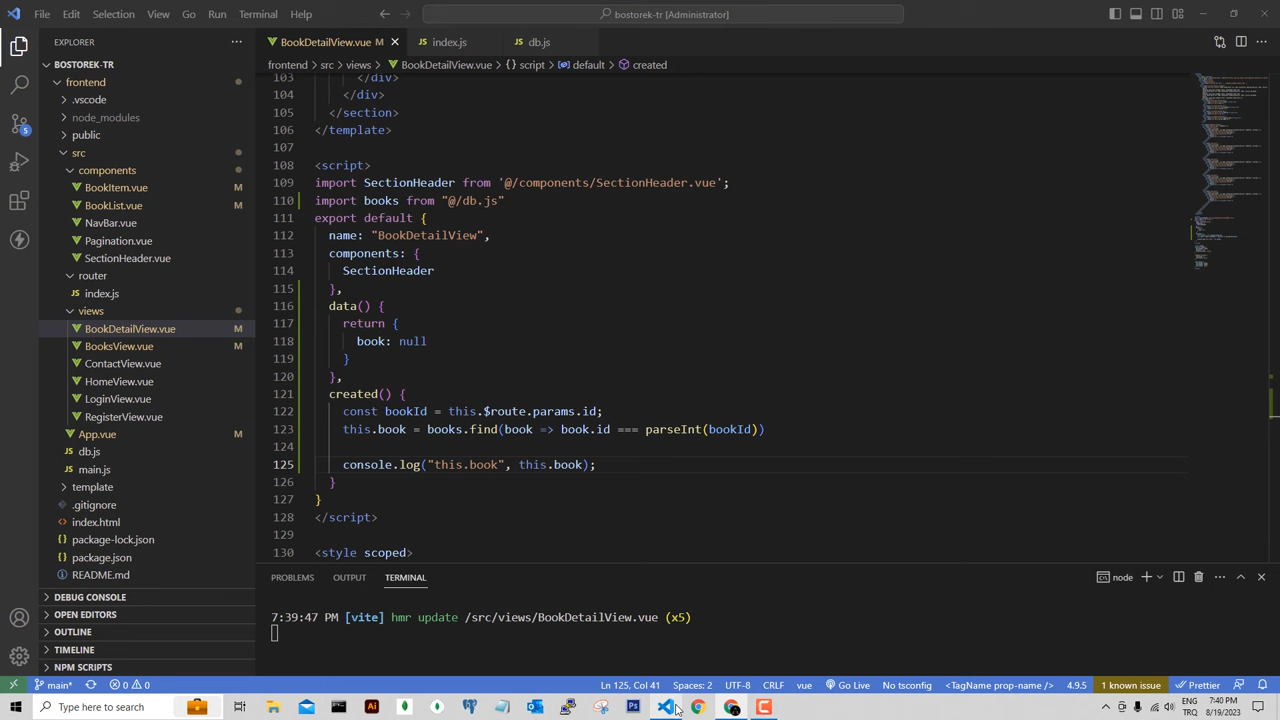 File Edit Selection View Go Run Terminal Help
bostorek-tr [Administrator]
EXPLORER
BookDetailView.vue M
index.js
db.js
BOSTOREK-TR
frontend > src > views > BookDetailView.vue > {} script > default > created
frontend
.vscode
node_modules
public
src
components
BookItem.vue M
BookList.vue M
NavBar.vue
Pagination.vue
SectionHeader.vue
router
index.js
views
BookDetailView.vue M
BooksView.vue M
ContactView.vue
HomeView.vue
LoginView.vue
RegisterView.vue
App.vue
db.js
main.js
template
.gitignore
index.html
package-lock.json
package.json
README.md
DEBUG CONSOLE
OPEN EDITORS
OUTLINE
TIMELINE
NPM SCRIPTS
5
103 </div>
104 </div>
105 </section>
106 </template>
107
108 <script>
109 import SectionHeader from '@/components/SectionHeader.vue';
110 import books from "@/db.js"
111 export default {
112 name: "BookDetailView",
113 components: {
114 SectionHeader
115 },
116 data() {
117 return {
118 book: null
119 }
120 },
121 created() {
122 const bookId = this.$route.params.id;
123 this.book = books.find(book => book.id === parseInt(bookId))
124
125 console.log("this.book", this.book);
126 }
127 }
128 </script>
129
130 <style scoped>
PROBLEMS OUTPUT TERMINAL
node
7:39:47 PM [vite] hmr update /src/views/BookDetailView.vue (x5)
main* 0 0
Ln 125, Col 41 Spaces: 2 UTF-8 CRLF vue Go Live No tsconfig <TagName prop-name /> 4.9.5 1 known issue Prettier
Type here to search
ENG
TRQ
7:40 PM
8/19/2023